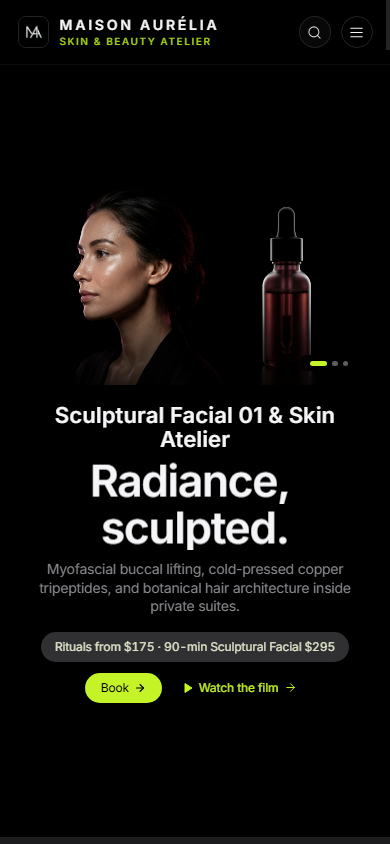 MA
MAISON AURÉLIA
SKIN & BEAUTY ATELIER
Sculptural Facial 01 & Skin
Atelier
Radiance,
sculpted.
Myofascial buccal lifting, cold-pressed copper
tripeptides, and botanical hair architecture inside
private suites.
Rituals from $175 · 90-min Sculptural Facial $295
Book →
Watch the film →